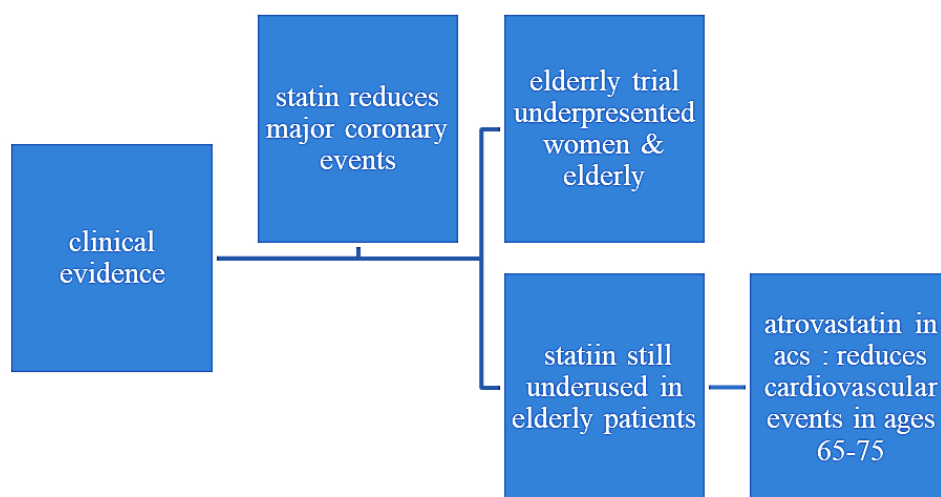 clinical
evidence
statin reduces
major coronary
events
elderrly trial
underpresented
women &
elderly
statiin still
underused in
elderly patients
atrovastatin in
acs : reduces
cardiovascular
events in ages
65-75